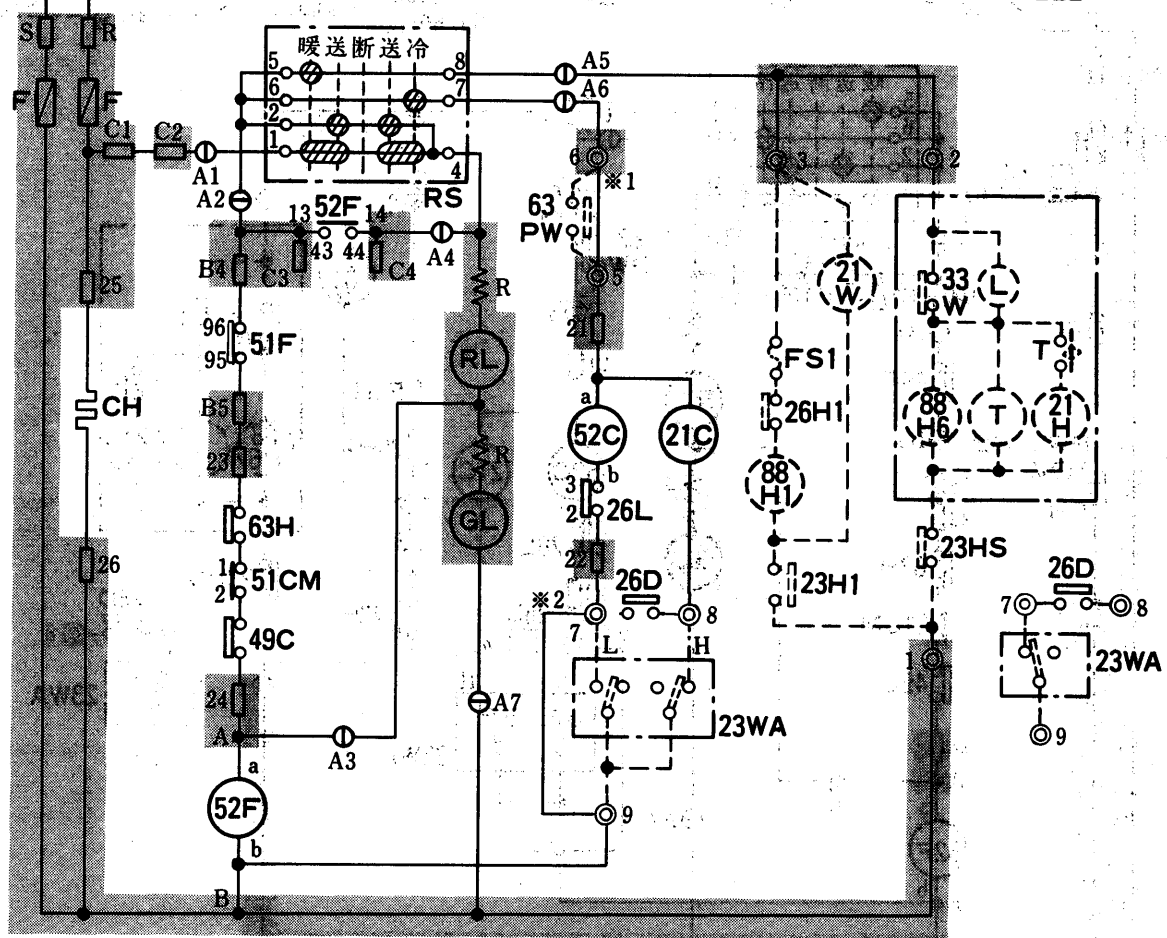 S R
F F
暖送断送冷
5 8
6 7
2
1 4
RS
C1 C2
A1
A2
A5
A6
6
※1
63
PW
5
3 2
52F
13 14
43 44
A4
B4 C3 C4
25
96
95 51F
R
RL
21
a
52C 21C
b
3
2 26L
22
21
W
33
W
L
FS1
T
26H1
88
H6
T
21
H
88
H1
CH
B5
23
R
GL
63H
1
2 51CM
49C
26
※2
7
26D
8
L H
23WA
23H1
23HS
26D
7 8
23WA
9
1
24
A
A3
A7
a
52F
b
9
B